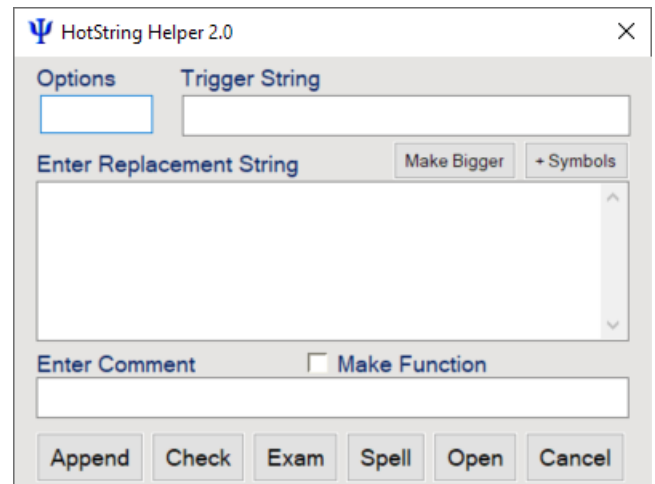 HotString Helper 2.0
Options Trigger String
Enter Replacement String Make Bigger + Symbols
Enter Comment Make Function
Append Check Exam Spell Open Cancel